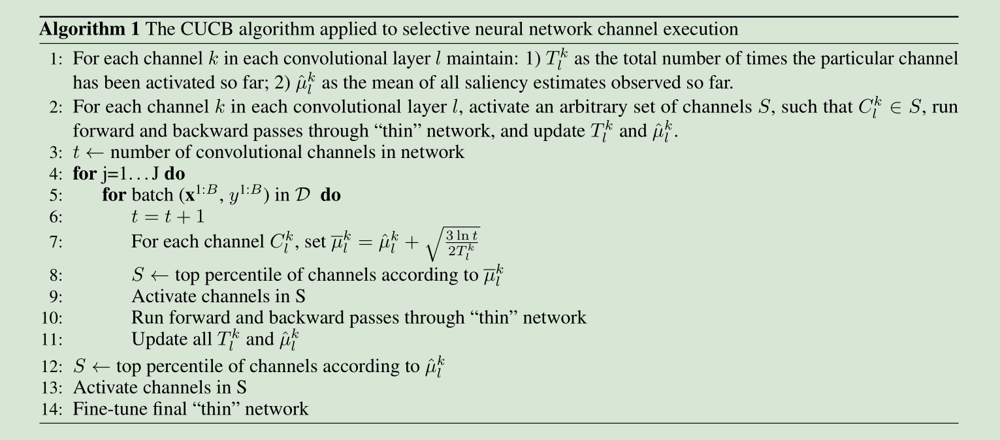 Algorithm 1 The CUCB algorithm applied to selective neural network channel execution
1: For each channel $k$ in each convolutional layer $l$ maintain: 1) $T_l^k$ as the total number of times the particular channel
has been activated so far; 2) $\hat{\mu}_l^k$ as the mean of all saliency estimates observed so far.
2: For each channel $k$ in each convolutional layer $l$, activate an arbitrary set of channels $S$, such that $C_l^k \in S$, run
forward and backward passes through “thin” network, and update $T_l^k$ and $\hat{\mu}_l^k$.
3: $t \leftarrow$ number of convolutional channels in network
4: for j=1...J do
5: for batch ($\mathbf{x}^{1:B}$, $y^{1:B}$) in $\mathcal{D}$ do
6: $t = t + 1$
7: For each channel $C_l^k$, set $\overline{\mu}_l^k = \hat{\mu}_l^k + \sqrt{\frac{3 \ln t}{2T_l^k}}$
8: $S \leftarrow$ top percentile of channels according to $\overline{\mu}_l^k$
9: Activate channels in S
10: Run forward and backward passes through “thin” network
11: Update all $T_l^k$ and $\hat{\mu}_l^k$
12: $S \leftarrow$ top percentile of channels according to $\hat{\mu}_l^k$
13: Activate channels in S
14: Fine-tune final “thin” network